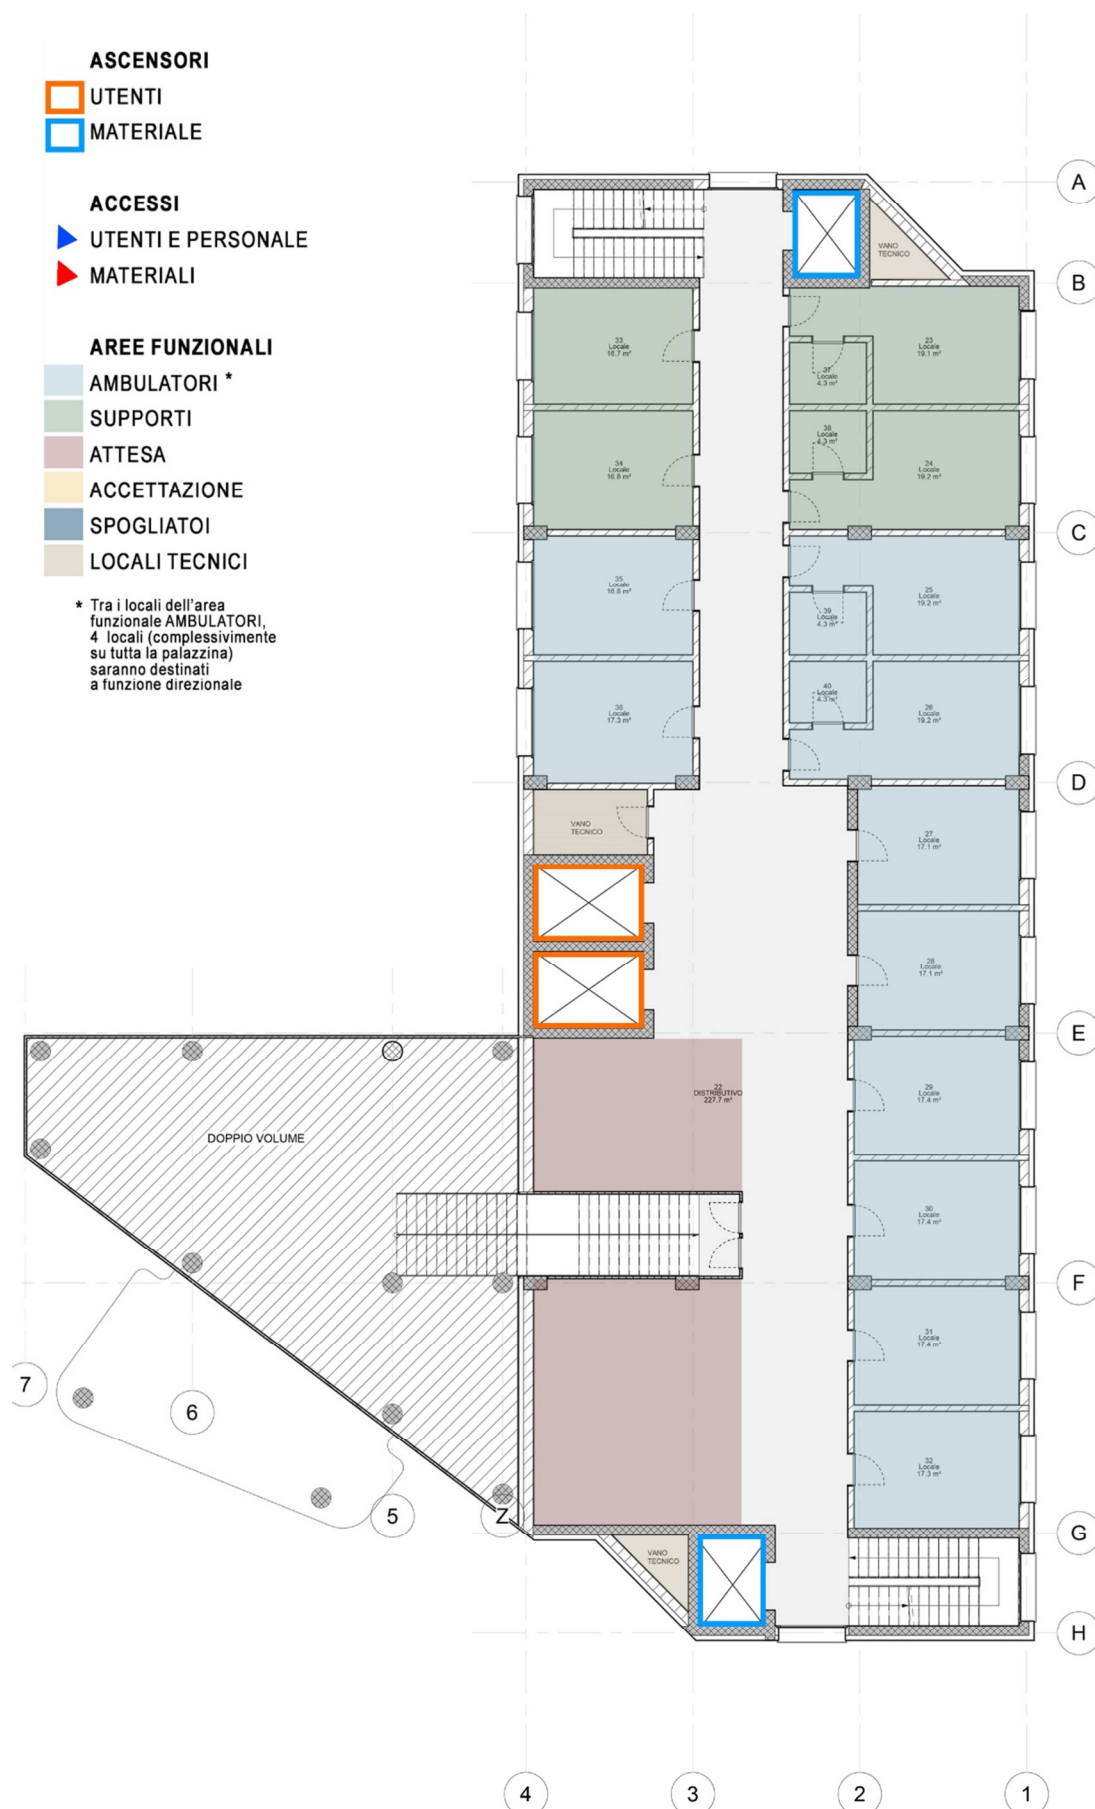 ASCENSORI
UTENTI
MATERIALE
ACCESSI
UTENTI E PERSONALE
MATERIALI
AREE FUNZIONALI
AMBULATORI *
SUPPORTI
ATTESA
ACCETTAZIONE
SPOGLIATOI
LOCALI TECNICI
* Tra i locali dell'area
funzionale AMBULATORI,
4 locali (complessivimente
su tutta la palazzina)
saranno destinati
a funzione direzionale
A
VANO
TECNICO
B
33
Locale
16.7 m²
23
Locale
19.1 m²
37
Locale
4.3 m²
38
Locale
4.3 m²
34
Locale
16.8 m²
24
Locale
19.2 m²
C
35
Locale
16.8 m²
25
Locale
19.2 m²
39
Locale
4.3 m²
40
Locale
4.3 m²
36
Locale
17.3 m²
26
Locale
19.2 m²
D
VANO
TECNICO
27
Locale
17.1 m²
28
Locale
17.1 m²
E
22
DISTRIBUTIVO
227.7 m²
29
Locale
17.4 m²
DOPPIO VOLUME
30
Locale
17.4 m²
F
31
Locale
17.4 m²
7
6
32
Locale
17.3 m²
5
Z
G
VANO
TECNICO
H
4
3
2
1